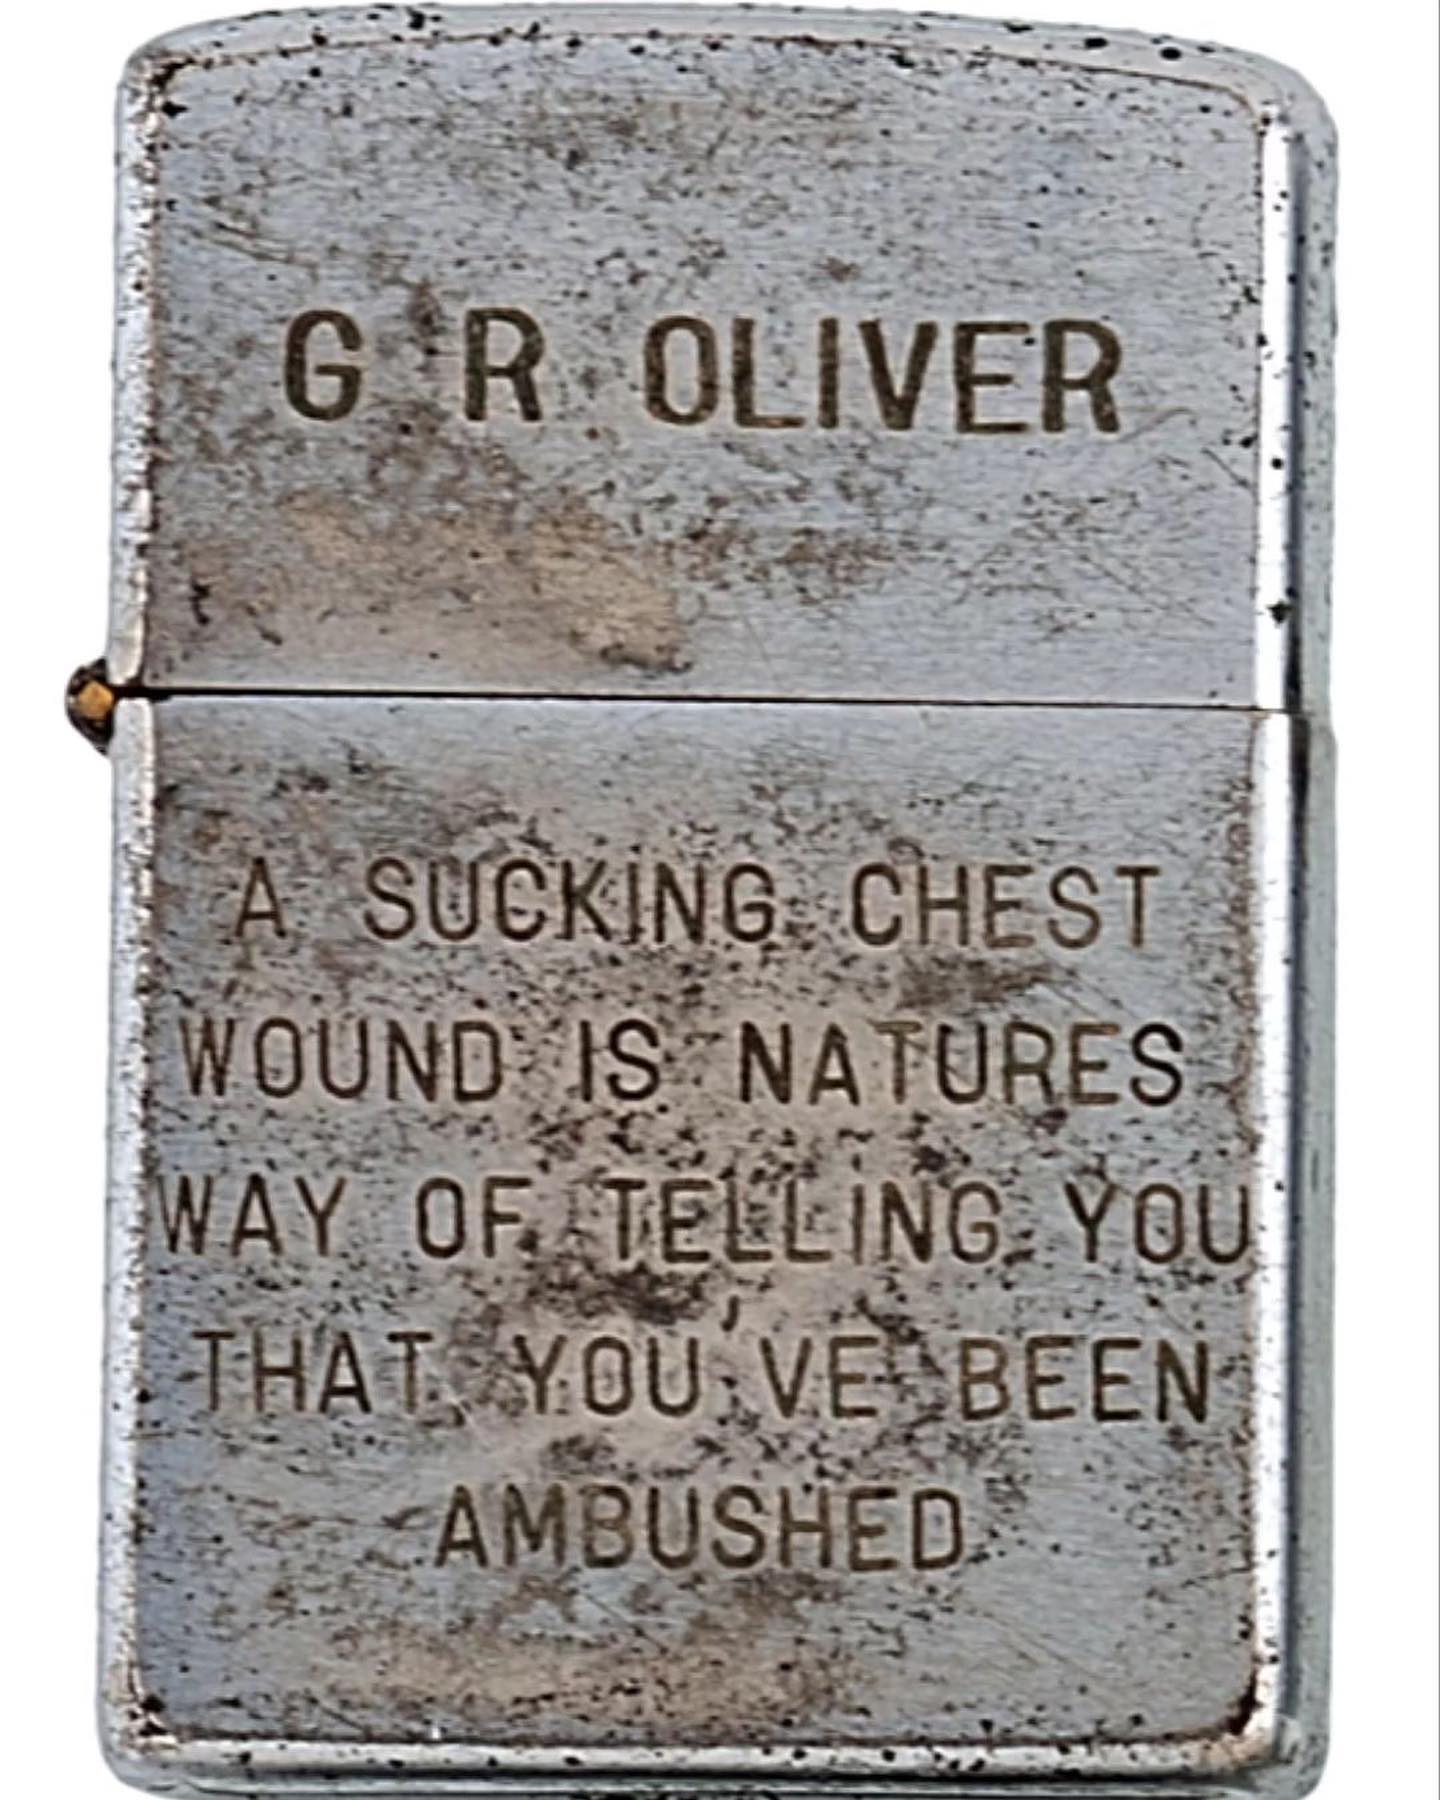 G R OLIVER
A SUCKING CHEST
WOUND IS NATURES
WAY OF TELLING YOU
THAT YOU'VE BEEN
AMBUSHED